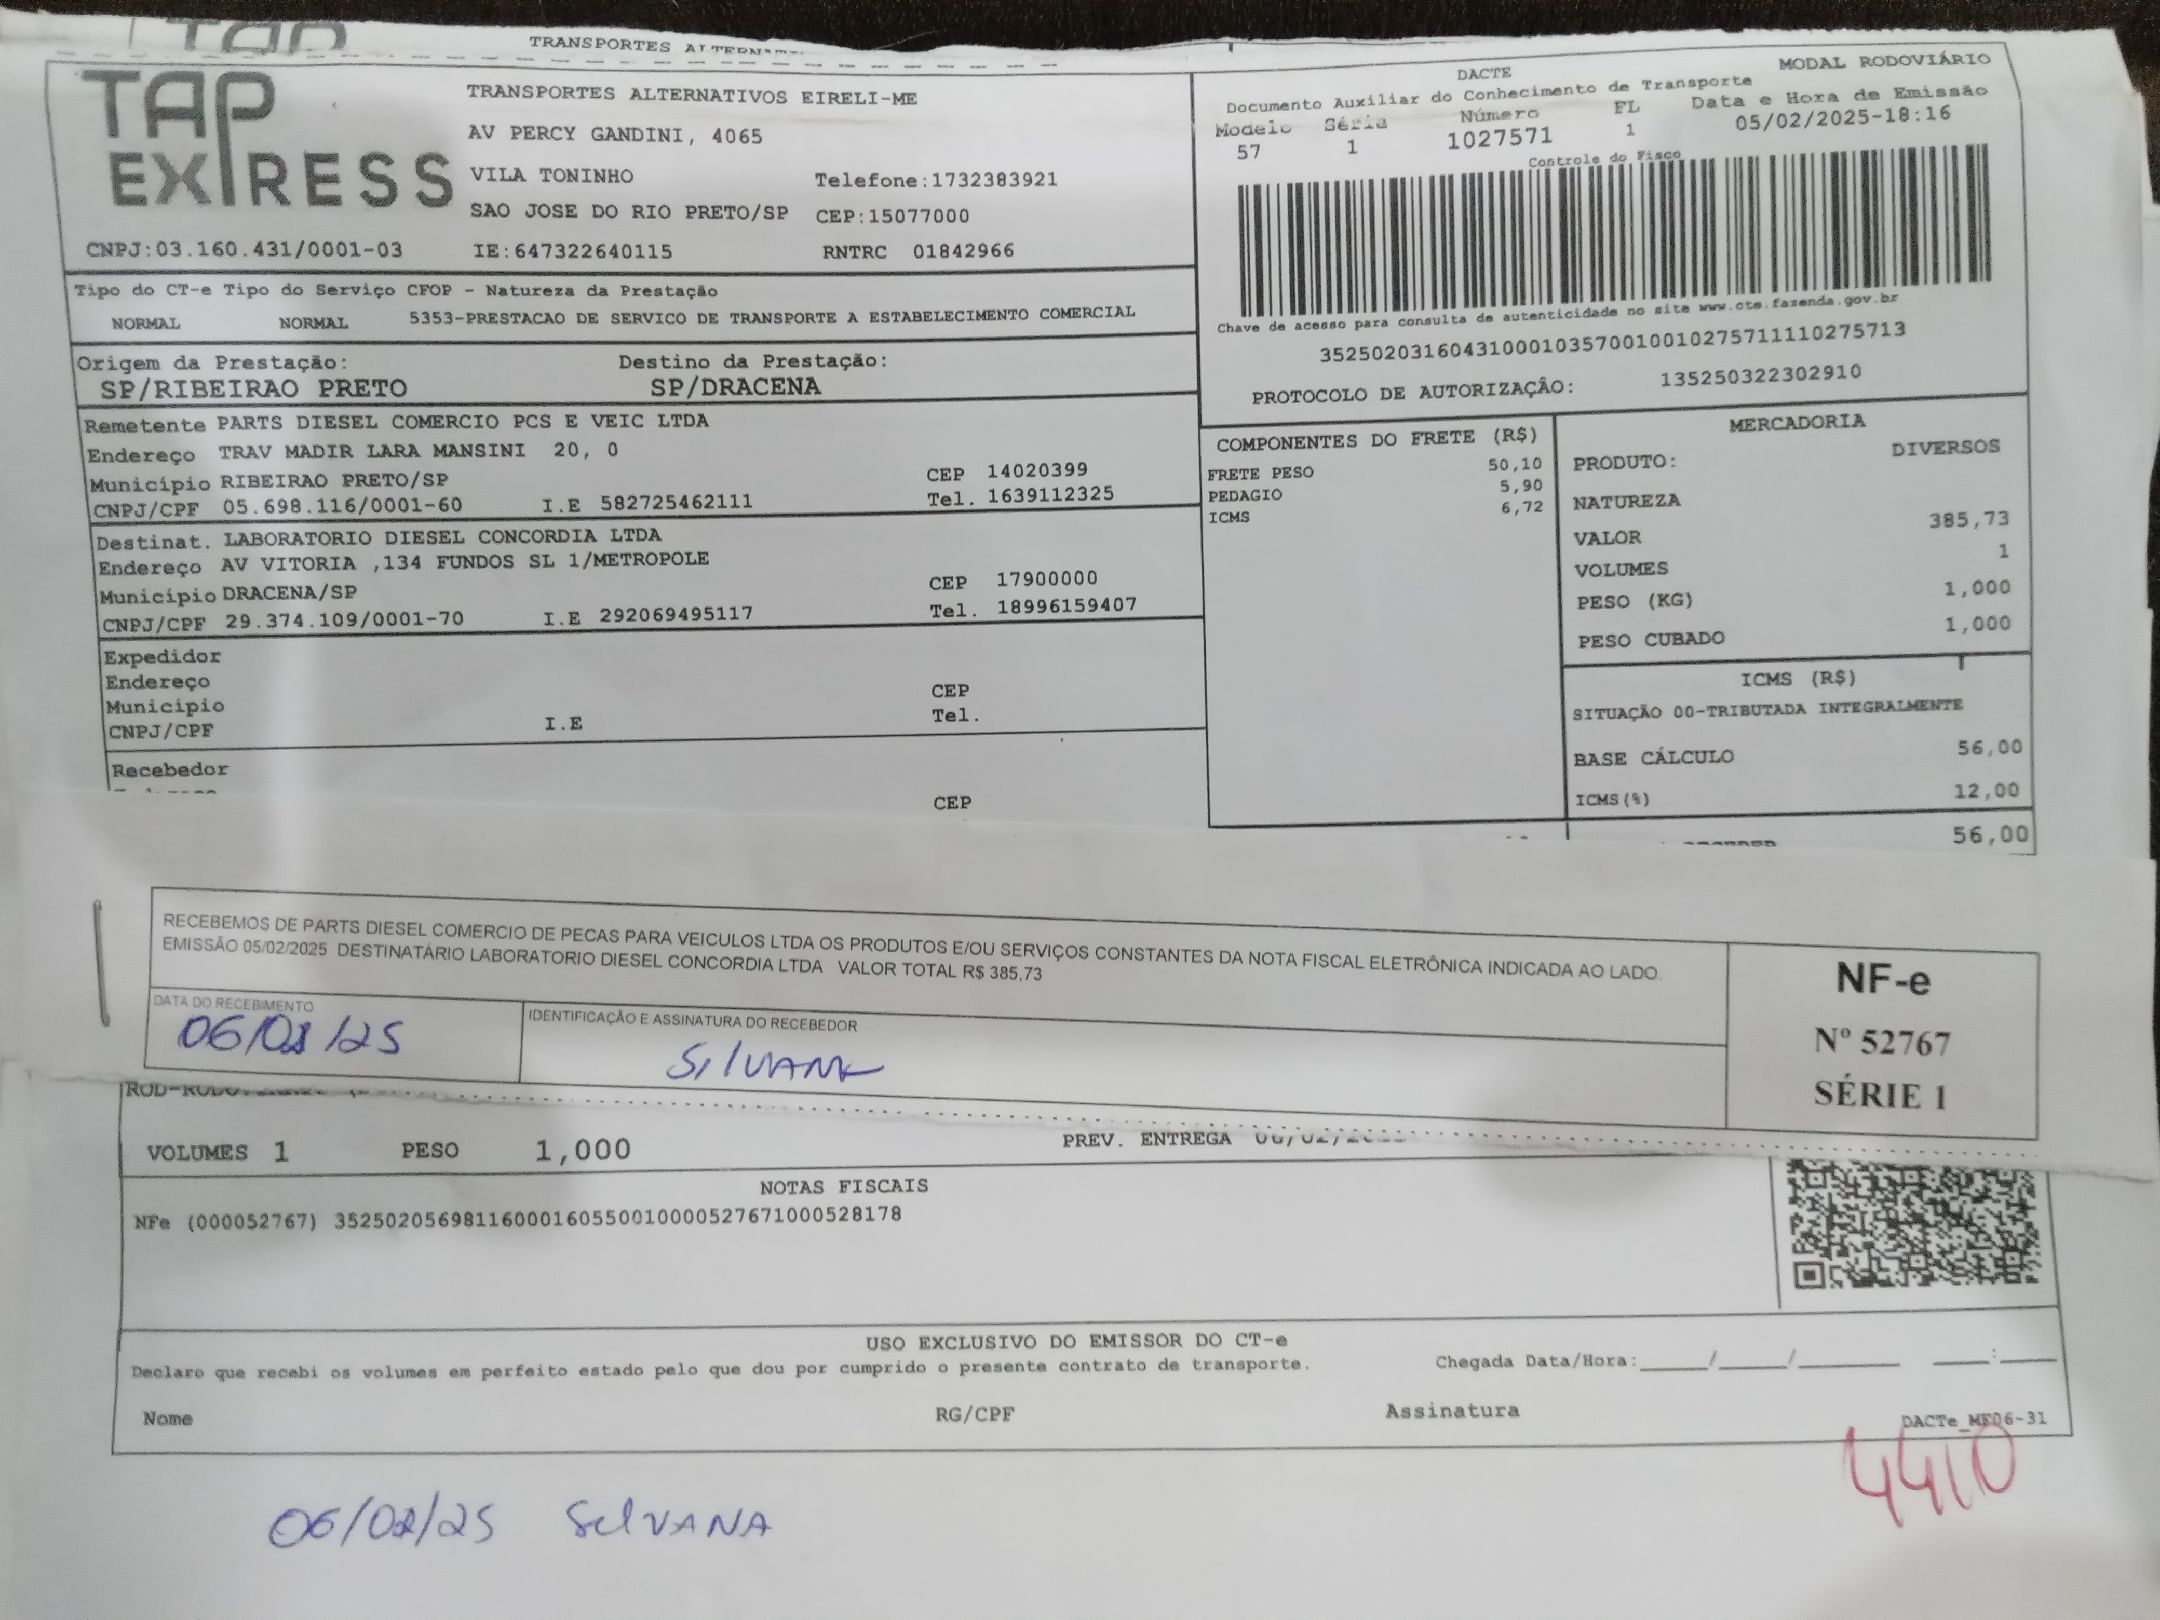 TAP
TRANSPORTES
TAP EXPRESS
TRANSPORTES ALTERNATIVOS EIRELI-ME
AV PERCY GANDINI, 4065
VILA TONINHO Telefone:1732383921
SAO JOSE DO RIO PRETO/SP CEP:15077000
CNPJ:03.160.431/0001-03 IE:647322640115 RNTRC 01842966
DACTE MODAL RODOVIÁRIO
Documento Auxiliar do Conhecimento de Transporte
Modelo Série Número FL Data e Hora de Emissão
57 1 1027571 1 05/02/2025-18:16
Controle do Fisco
Chave de acesso para consulta de autenticidade no site www.cte.fazenda.gov.br
35250203160431000103570010010275711110275713
PROTOCOLO DE AUTORIZAÇÃO: 135250322302910
Tipo do CT-e Tipo do Serviço CFOP - Natureza da Prestação
NORMAL NORMAL 5353-PRESTACAO DE SERVICO DE TRANSPORTE A ESTABELECIMENTO COMERCIAL
Origem da Prestação: Destino da Prestação:
SP/RIBEIRAO PRETO SP/DRACENA
Remetente PARTS DIESEL COMERCIO PCS E VEIC LTDA
Endereço TRAV MADIR LARA MANSINI 20, 0
Município RIBEIRAO PRETO/SP CEP 14020399
CNPJ/CPF 05.698.116/0001-60 I.E 582725462111 Tel. 1639112325
Destinat. LABORATORIO DIESEL CONCORDIA LTDA
Endereço AV VITORIA ,134 FUNDOS SL 1/METROPOLE
Município DRACENA/SP CEP 17900000
CNPJ/CPF 29.374.109/0001-70 I.E 292069495117 Tel. 18996159407
Expedidor
Endereço
Município CEP
CNPJ/CPF I.E Tel.
Recebedor
CEP
COMPONENTES DO FRETE (R$)
FRETE PESO 50,10
PEDAGIO 5,90
ICMS 6,72
MERCADORIA
PRODUTO: DIVERSOS
NATUREZA
VALOR 385,73
VOLUMES 1
PESO (KG) 1,000
PESO CUBADO 1,000
ICMS (R$)
SITUAÇÃO 00-TRIBUTADA INTEGRALMENTE
BASE CÁLCULO 56,00
ICMS(%) 12,00
56,00
RECEBEMOS DE PARTS DIESEL COMERCIO DE PECAS PARA VEICULOS LTDA OS PRODUTOS E/OU SERVIÇOS CONSTANTES DA NOTA FISCAL ELETRÔNICA INDICADA AO LADO.
EMISSÃO 05/02/2025 DESTINATÁRIO LABORATORIO DIESEL CONCORDIA LTDA VALOR TOTAL R$ 385,73
DATA DO RECEBIMENTO IDENTIFICAÇÃO E ASSINATURA DO RECEBEDOR
06/02/25 SilVANA
NF-e
Nº 52767
SÉRIE 1
VOLUMES 1 PESO 1,000 PREV. ENTREGA
NOTAS FISCAIS
NFe (000052767) 35250205698116000160550010000527671000528178
USO EXCLUSIVO DO EMISSOR DO CT-e
Declaro que recebi os volumes em perfeito estado pelo que dou por cumprido o presente contrato de transporte. Chegada Data/Hora:____/____/______ ____:____
Nome RG/CPF Assinatura DACTe_ME06-31
4410
06/02/25 SilVANA